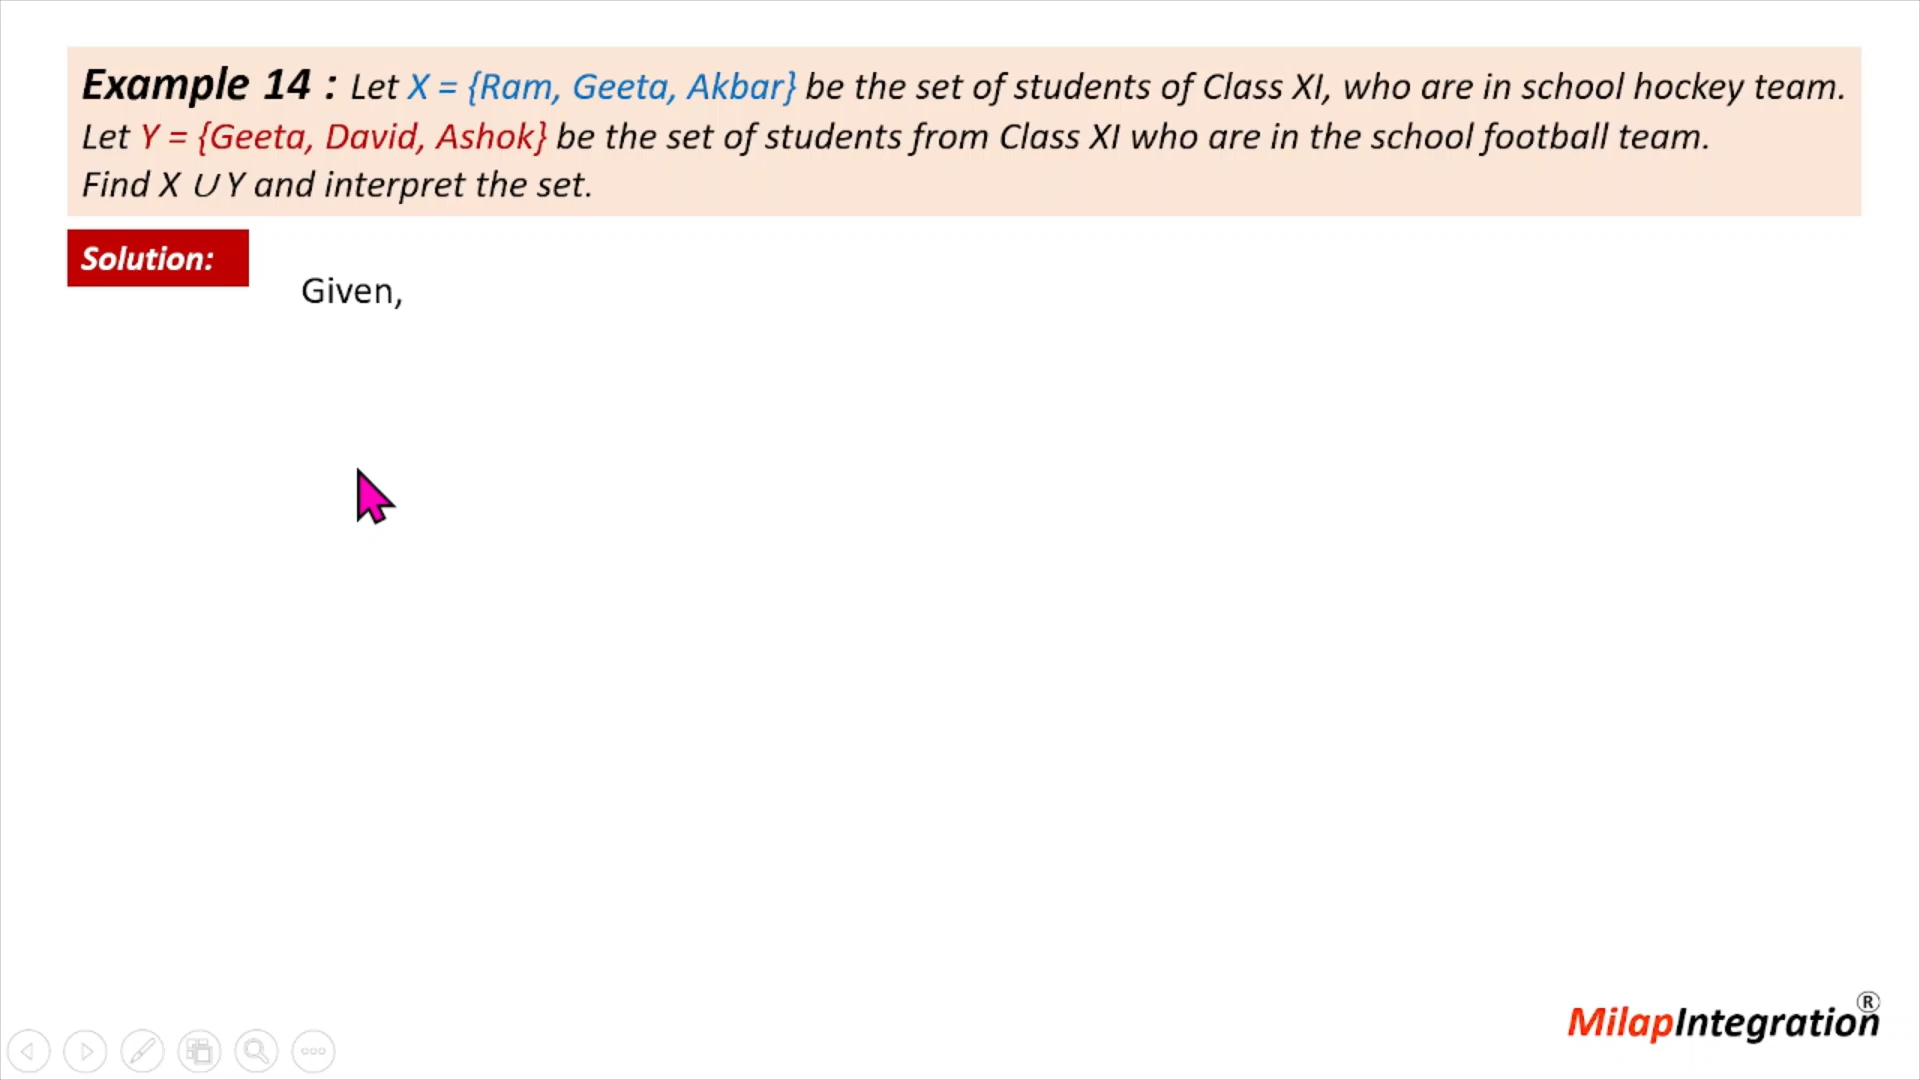 Example 14 : Let X = {Ram, Geeta, Akbar} be the set of students of Class XI, who are in school hockey team.
Let Y = {Geeta, David, Ashok} be the set of students from Class XI who are in the school football team.
Find X ∪ Y and interpret the set.
Solution:
Given,
MilapIntegration®